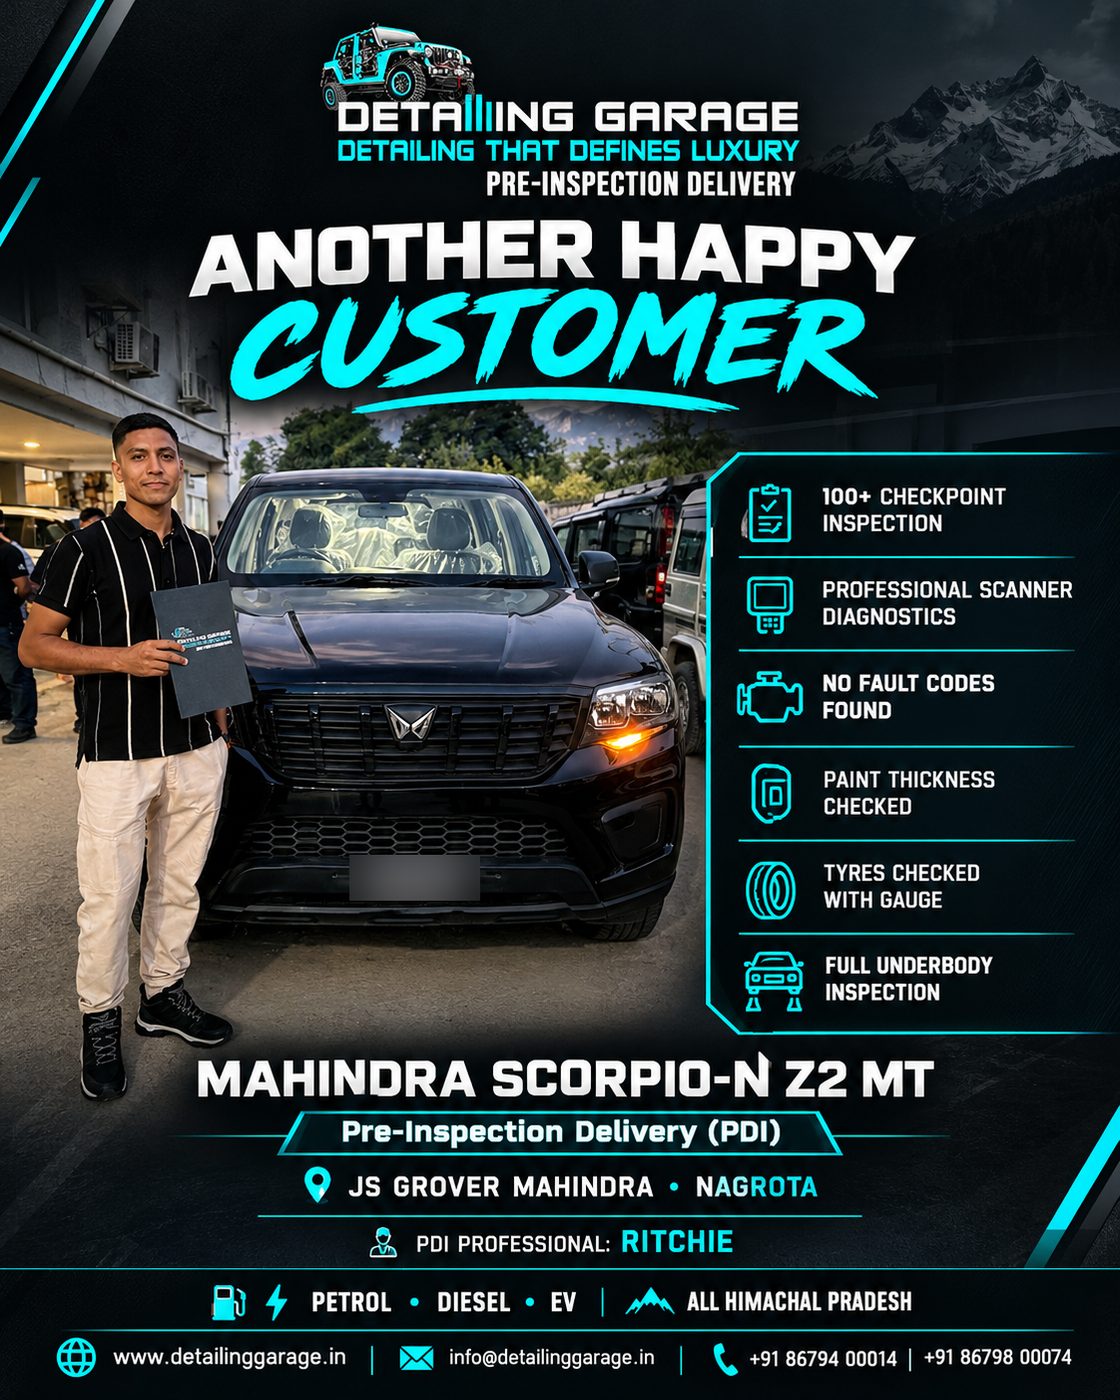 DETAILING GARAGE
DETAILING THAT DEFINES LUXURY
PRE-INSPECTION DELIVERY
ANOTHER HAPPY
CUSTOMER
100+ CHECKPOINT
INSPECTION
PROFESSIONAL SCANNER
DIAGNOSTICS
NO FAULT CODES
FOUND
PAINT THICKNESS
CHECKED
TYRES CHECKED
WITH GAUGE
FULL UNDERBODY
INSPECTION
MAHINDRA SCORPIO-N Z2 MT
Pre-Inspection Delivery (PDI)
JS GROVER MAHINDRA • NAGROTA
PDI PROFESSIONAL: RITCHIE
PETROL • DIESEL • EV | ALL HIMACHAL PRADESH
www.detailinggarage.in | info@detailinggarage.in | +91 86794 00014 | +91 86798 00074